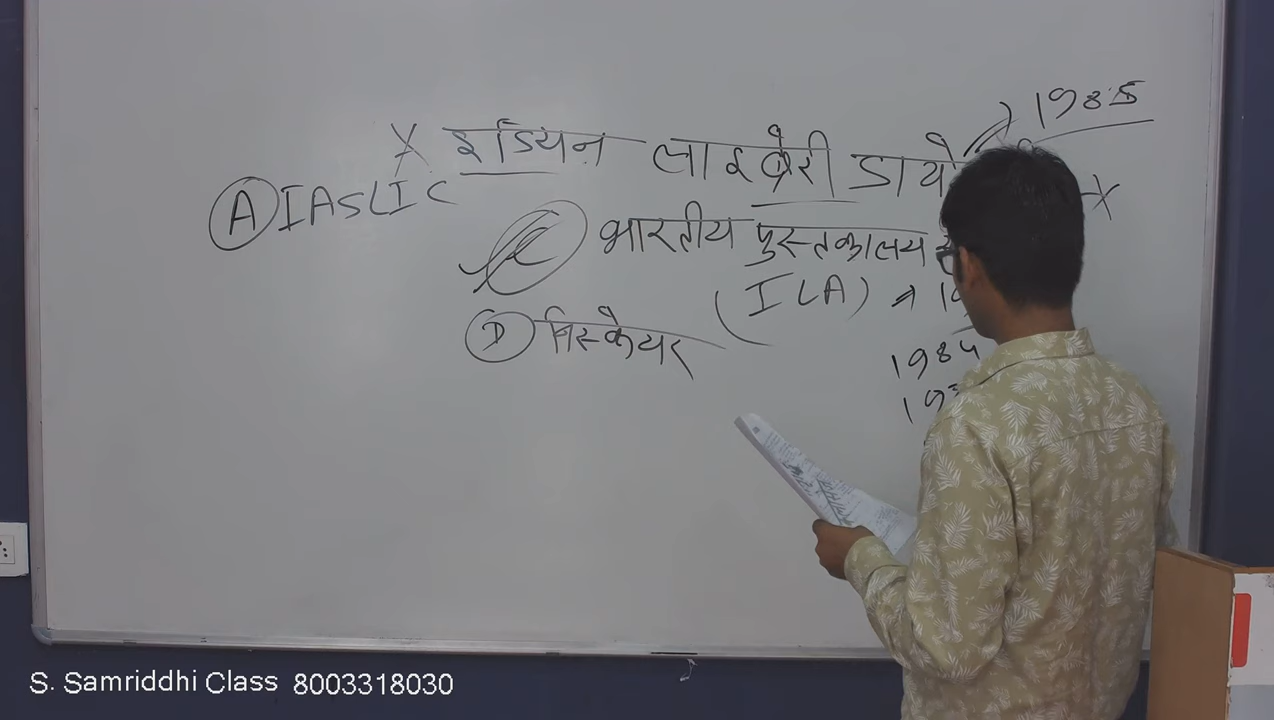 1985
X इंडियन लाइब्रेरी डायरे X
(A) IASLIC
(C) भारतीय पुस्तकालय
(ILA) →
(D) निस्केयर
1984
S. Samriddhi Class 8003318030